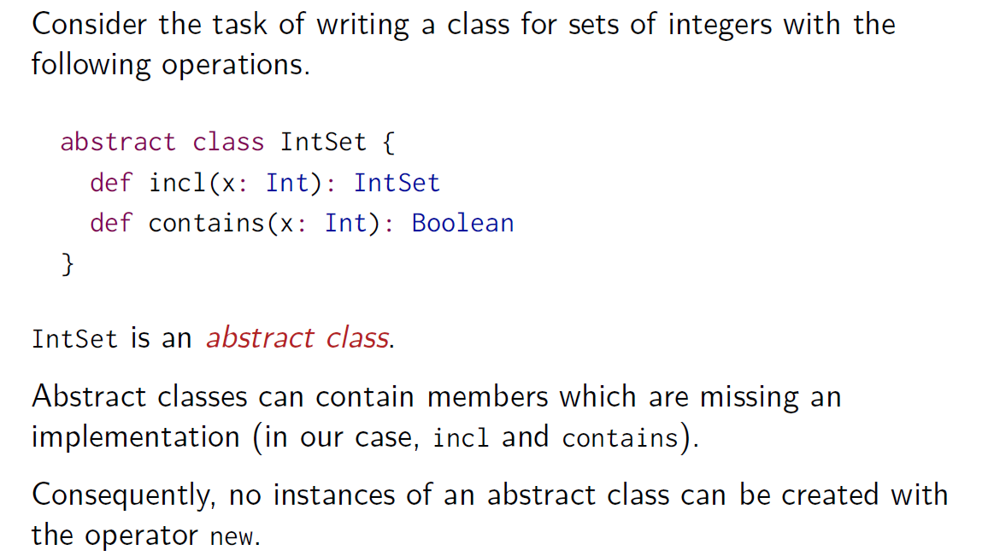 Consider the task of writing a class for sets of integers with the
following operations.
abstract class IntSet {
def incl(x: Int): IntSet
def contains(x: Int): Boolean
}
IntSet is an abstract class.
Abstract classes can contain members which are missing an
implementation (in our case, incl and contains).
Consequently, no instances of an abstract class can be created with
the operator new.